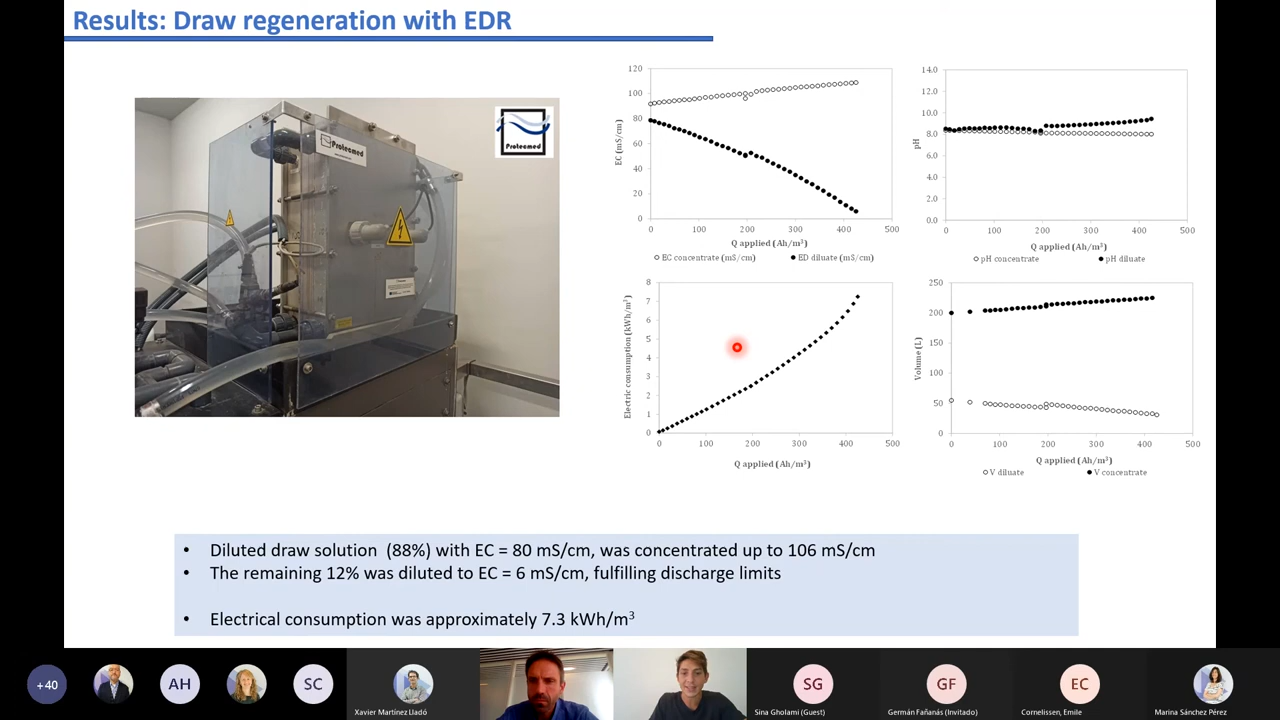 Results: Draw regeneration with EDR
Protecmed
Protecmed
120
100
80
60
40
20
0
EC (mS/cm)
0 100 200 300 400 500
Q applied (Ah/m³)
EC concentrate (mS/cm) ED diluate (mS/cm)
14.0
12.0
10.0
8.0
6.0
4.0
2.0
0.0
pH
0 100 200 300 400 500
Q applied (Ah/m³)
pH concentrate pH diluate
8
7
6
5
4
3
2
1
0
Electric consumption (kWh/m³)
0 100 200 300 400 500
Q applied (Ah/m³)
250
200
150
100
50
0
Volume (L)
0 100 200 300 400 500
Q applied (Ah/m³)
V diluate V concentrate
• Diluted draw solution (88%) with EC = 80 mS/cm, was concentrated up to 106 mS/cm
• The remaining 12% was diluted to EC = 6 mS/cm, fulfilling discharge limits
• Electrical consumption was approximately 7.3 kWh/m³
+40 AH SC SG GF EC
Xavier Martínez Lladó Sina Gholami (Guest) Germán Fañanás (Invitado) Cornelissen, Emile Marina Sánchez Pérez